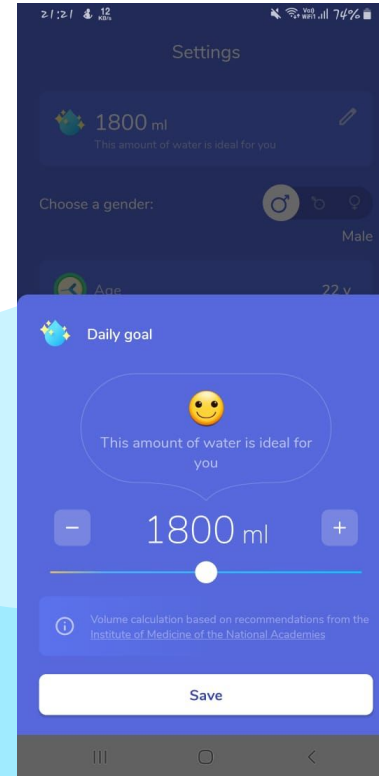 21:21 12 KB/s Vo9 WiFi 74%
Settings
1800 ml
This amount of water is ideal for you
Choose a gender:
Male
Age 22 y
Daily goal
This amount of water is ideal for
you
1800 ml
Volume calculation based on recommendations from the
Institute of Medicine of the National Academies
Save